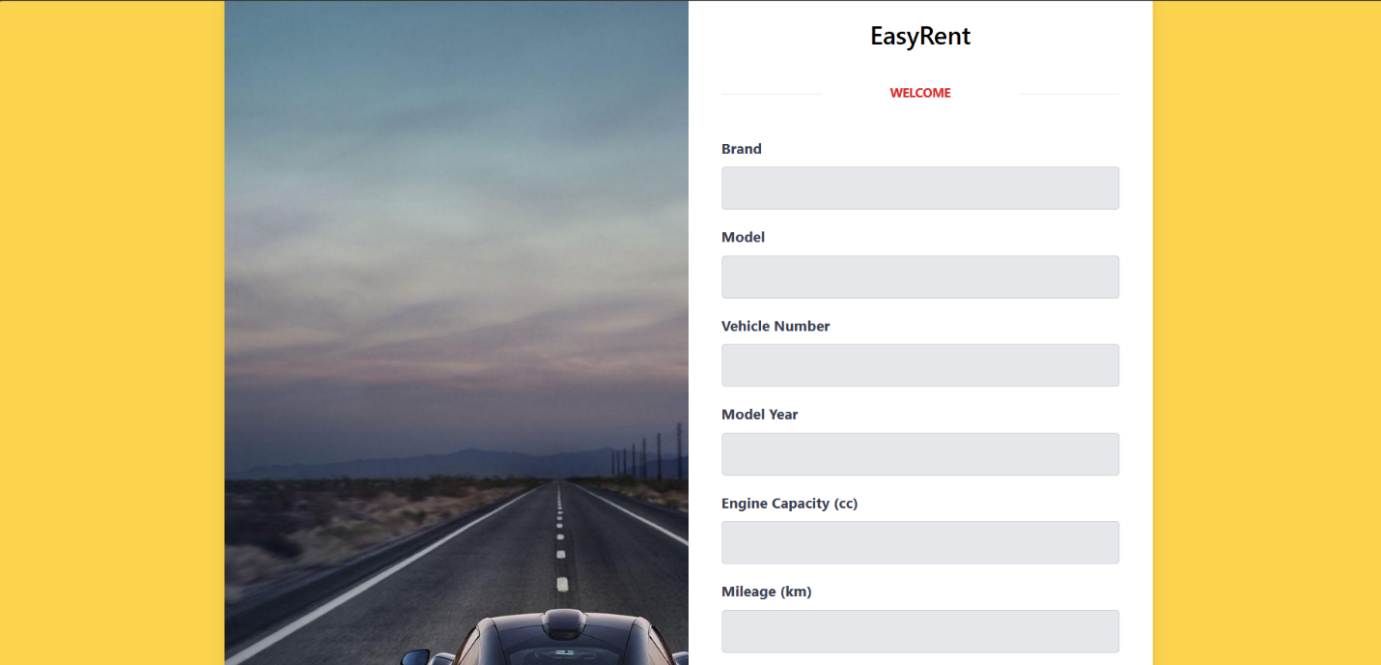 EasyRent
WELCOME
Brand
Model
Vehicle Number
Model Year
Engine Capacity (cc)
Mileage (km)